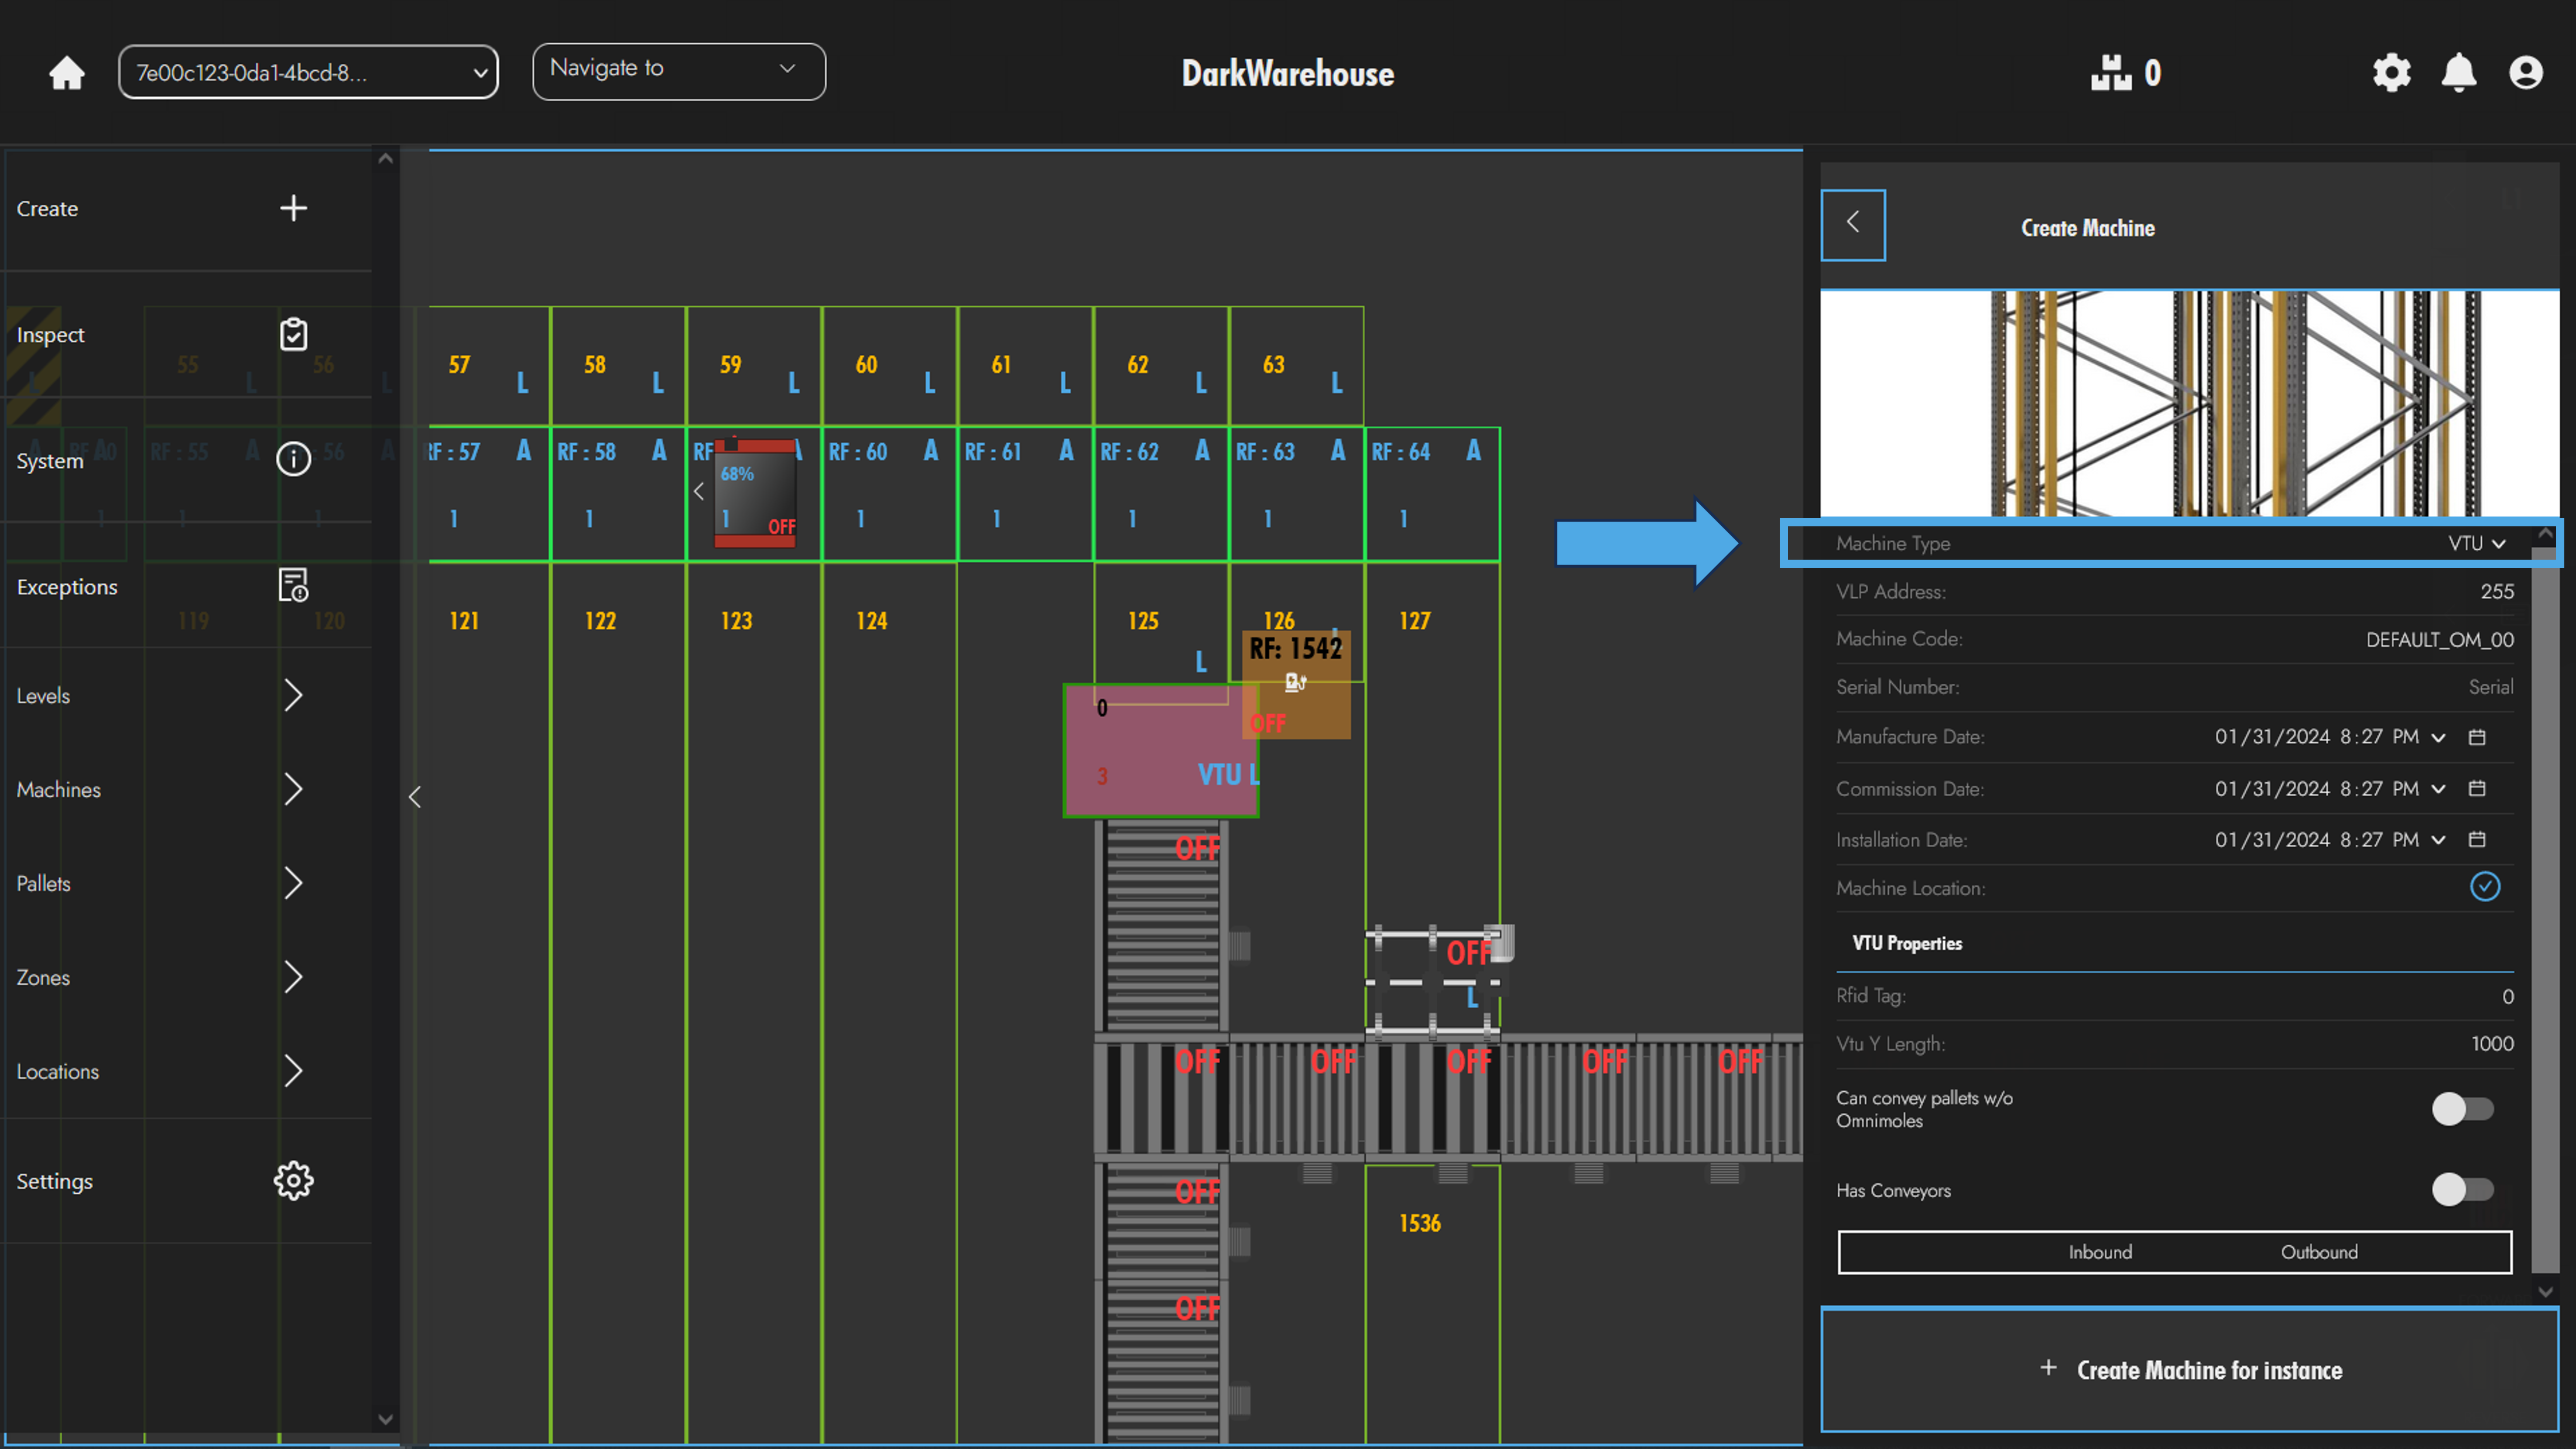 7e00c123-0da1-4bcd-8...
Navigate to
DarkWarehouse
0
Create
Inspect
System
Exceptions
Levels
Machines
Pallets
Zones
Locations
Settings
55 L 56 L 57 L 58 L 59 L 60 L 61 L 62 L 63 L
RF : 55 A 56 A RF : 57 A RF : 58 A RF A RF : 60 A RF : 61 A RF : 62 A RF : 63 A RF : 64 A
68%
1 1 1 1 1 1 OFF 1 1 1 1 1
119 120 121 122 123 124 125 126 127
L
RF: 1542
OFF
0
3 VTU L
OFF
OFF
L
OFF OFF OFF OFF OFF
OFF
1536
OFF
Create Machine
Machine Type VTU
VLP Address: 255
Machine Code: DEFAULT_OM_00
Serial Number: Serial
Manufacture Date: 01/31/2024 8:27 PM
Commission Date: 01/31/2024 8:27 PM
Installation Date: 01/31/2024 8:27 PM
Machine Location:
VTU Properties
Rfid Tag: 0
Vtu Y Length: 1000
Can convey pallets w/o
Omnimoles
Has Conveyors
Inbound Outbound
+ Create Machine for instance